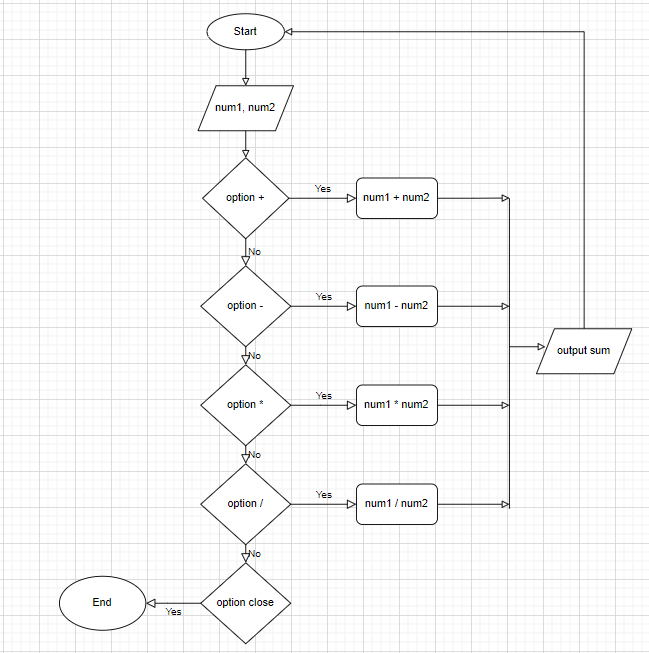 Start
num1, num2
option +
Yes
num1 + num2
No
option -
Yes
num1 - num2
No
output sum
option *
Yes
num1 * num2
No
option /
Yes
num1 / num2
No
option close
Yes
End